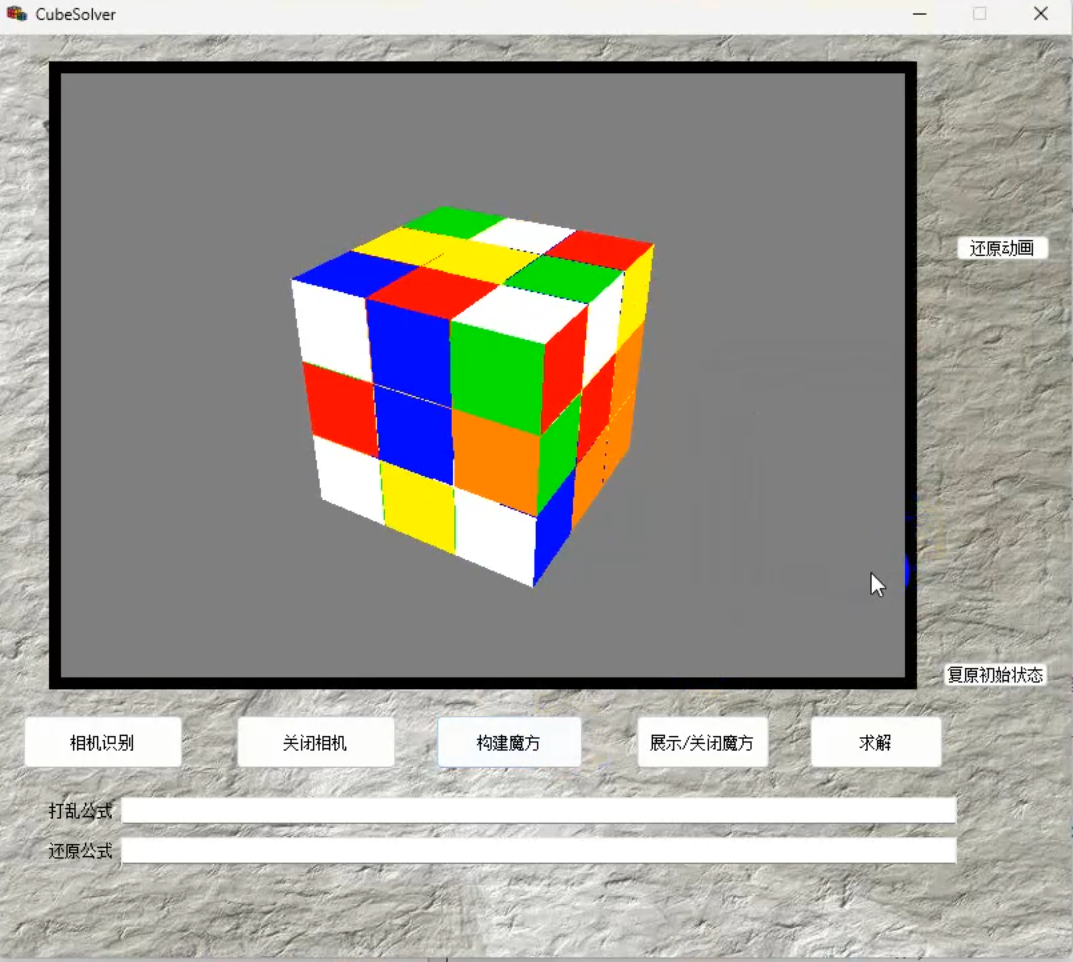 CubeSolver
还原动画
复原初始状态
相机识别
关闭相机
构建魔方
展示/关闭魔方
求解
打乱公式
还原公式